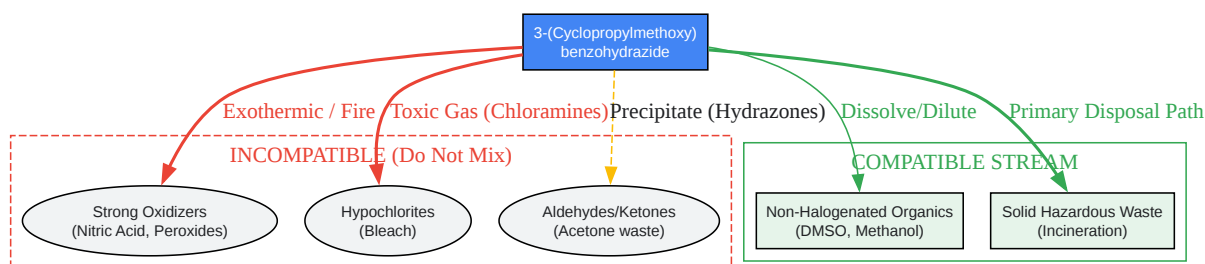 3-(Cyclopropylmethoxy)
benzohydrazide
Exothermic / Fire
Toxic Gas (Chloramines)
Precipitate (Hydrazones)
Dissolve/Dilute
Primary Disposal Path
INCOMPATIBLE (Do Not Mix)
COMPATIBLE STREAM
Strong Oxidizers
(Nitric Acid, Peroxides)
Hypochlorites
(Bleach)
Aldehydes/Ketones
(Acetone waste)
Non-Halogenated Organics
(DMSO, Methanol)
Solid Hazardous Waste
(Incineration)